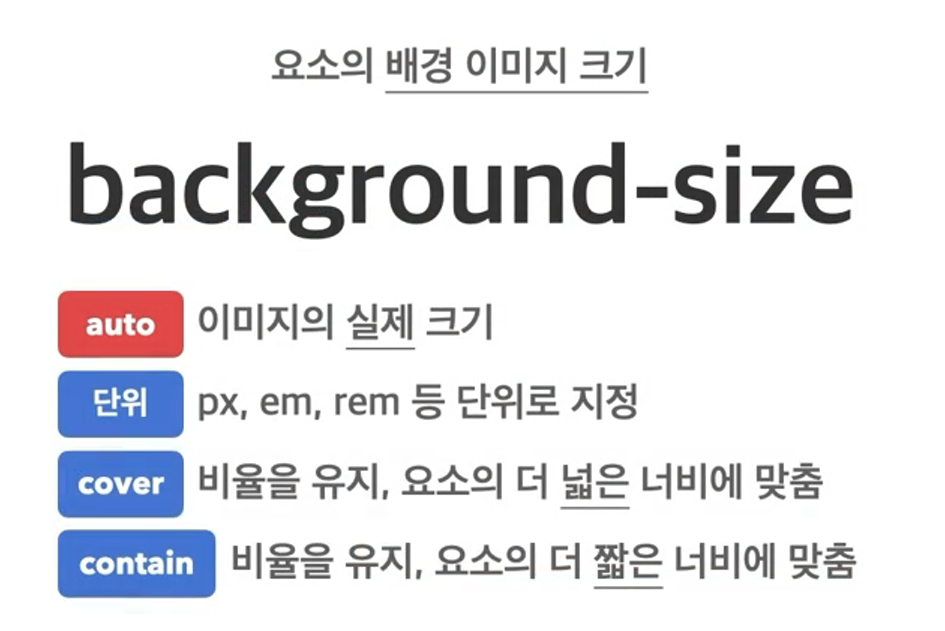 요소의 배경 이미지 크기
background-size
auto 이미지의 실제 크기
단위 px, em, rem 등 단위로 지정
cover 비율을 유지, 요소의 더 넓은 너비에 맞춤
contain 비율을 유지, 요소의 더 짧은 너비에 맞춤